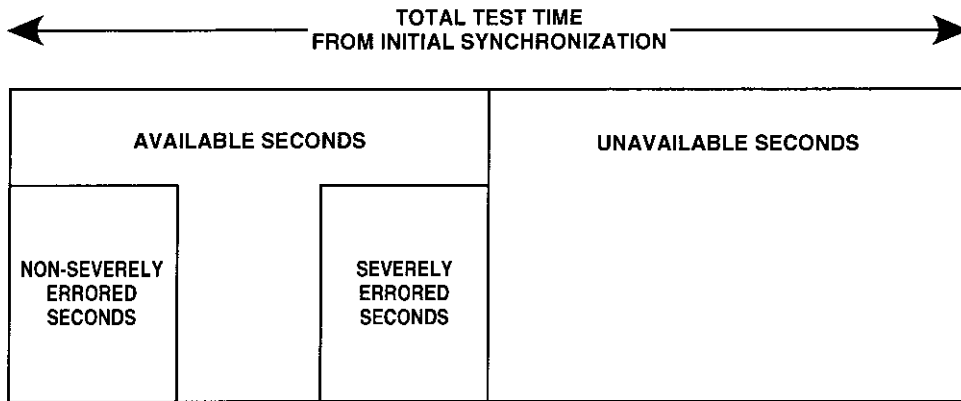 TOTAL TEST TIME
FROM INITIAL SYNCHRONIZATION
AVAILABLE SECONDS
UNAVAILABLE SECONDS
NON-SEVERELY
ERRORED
SECONDS
SEVERELY
ERRORED
SECONDS